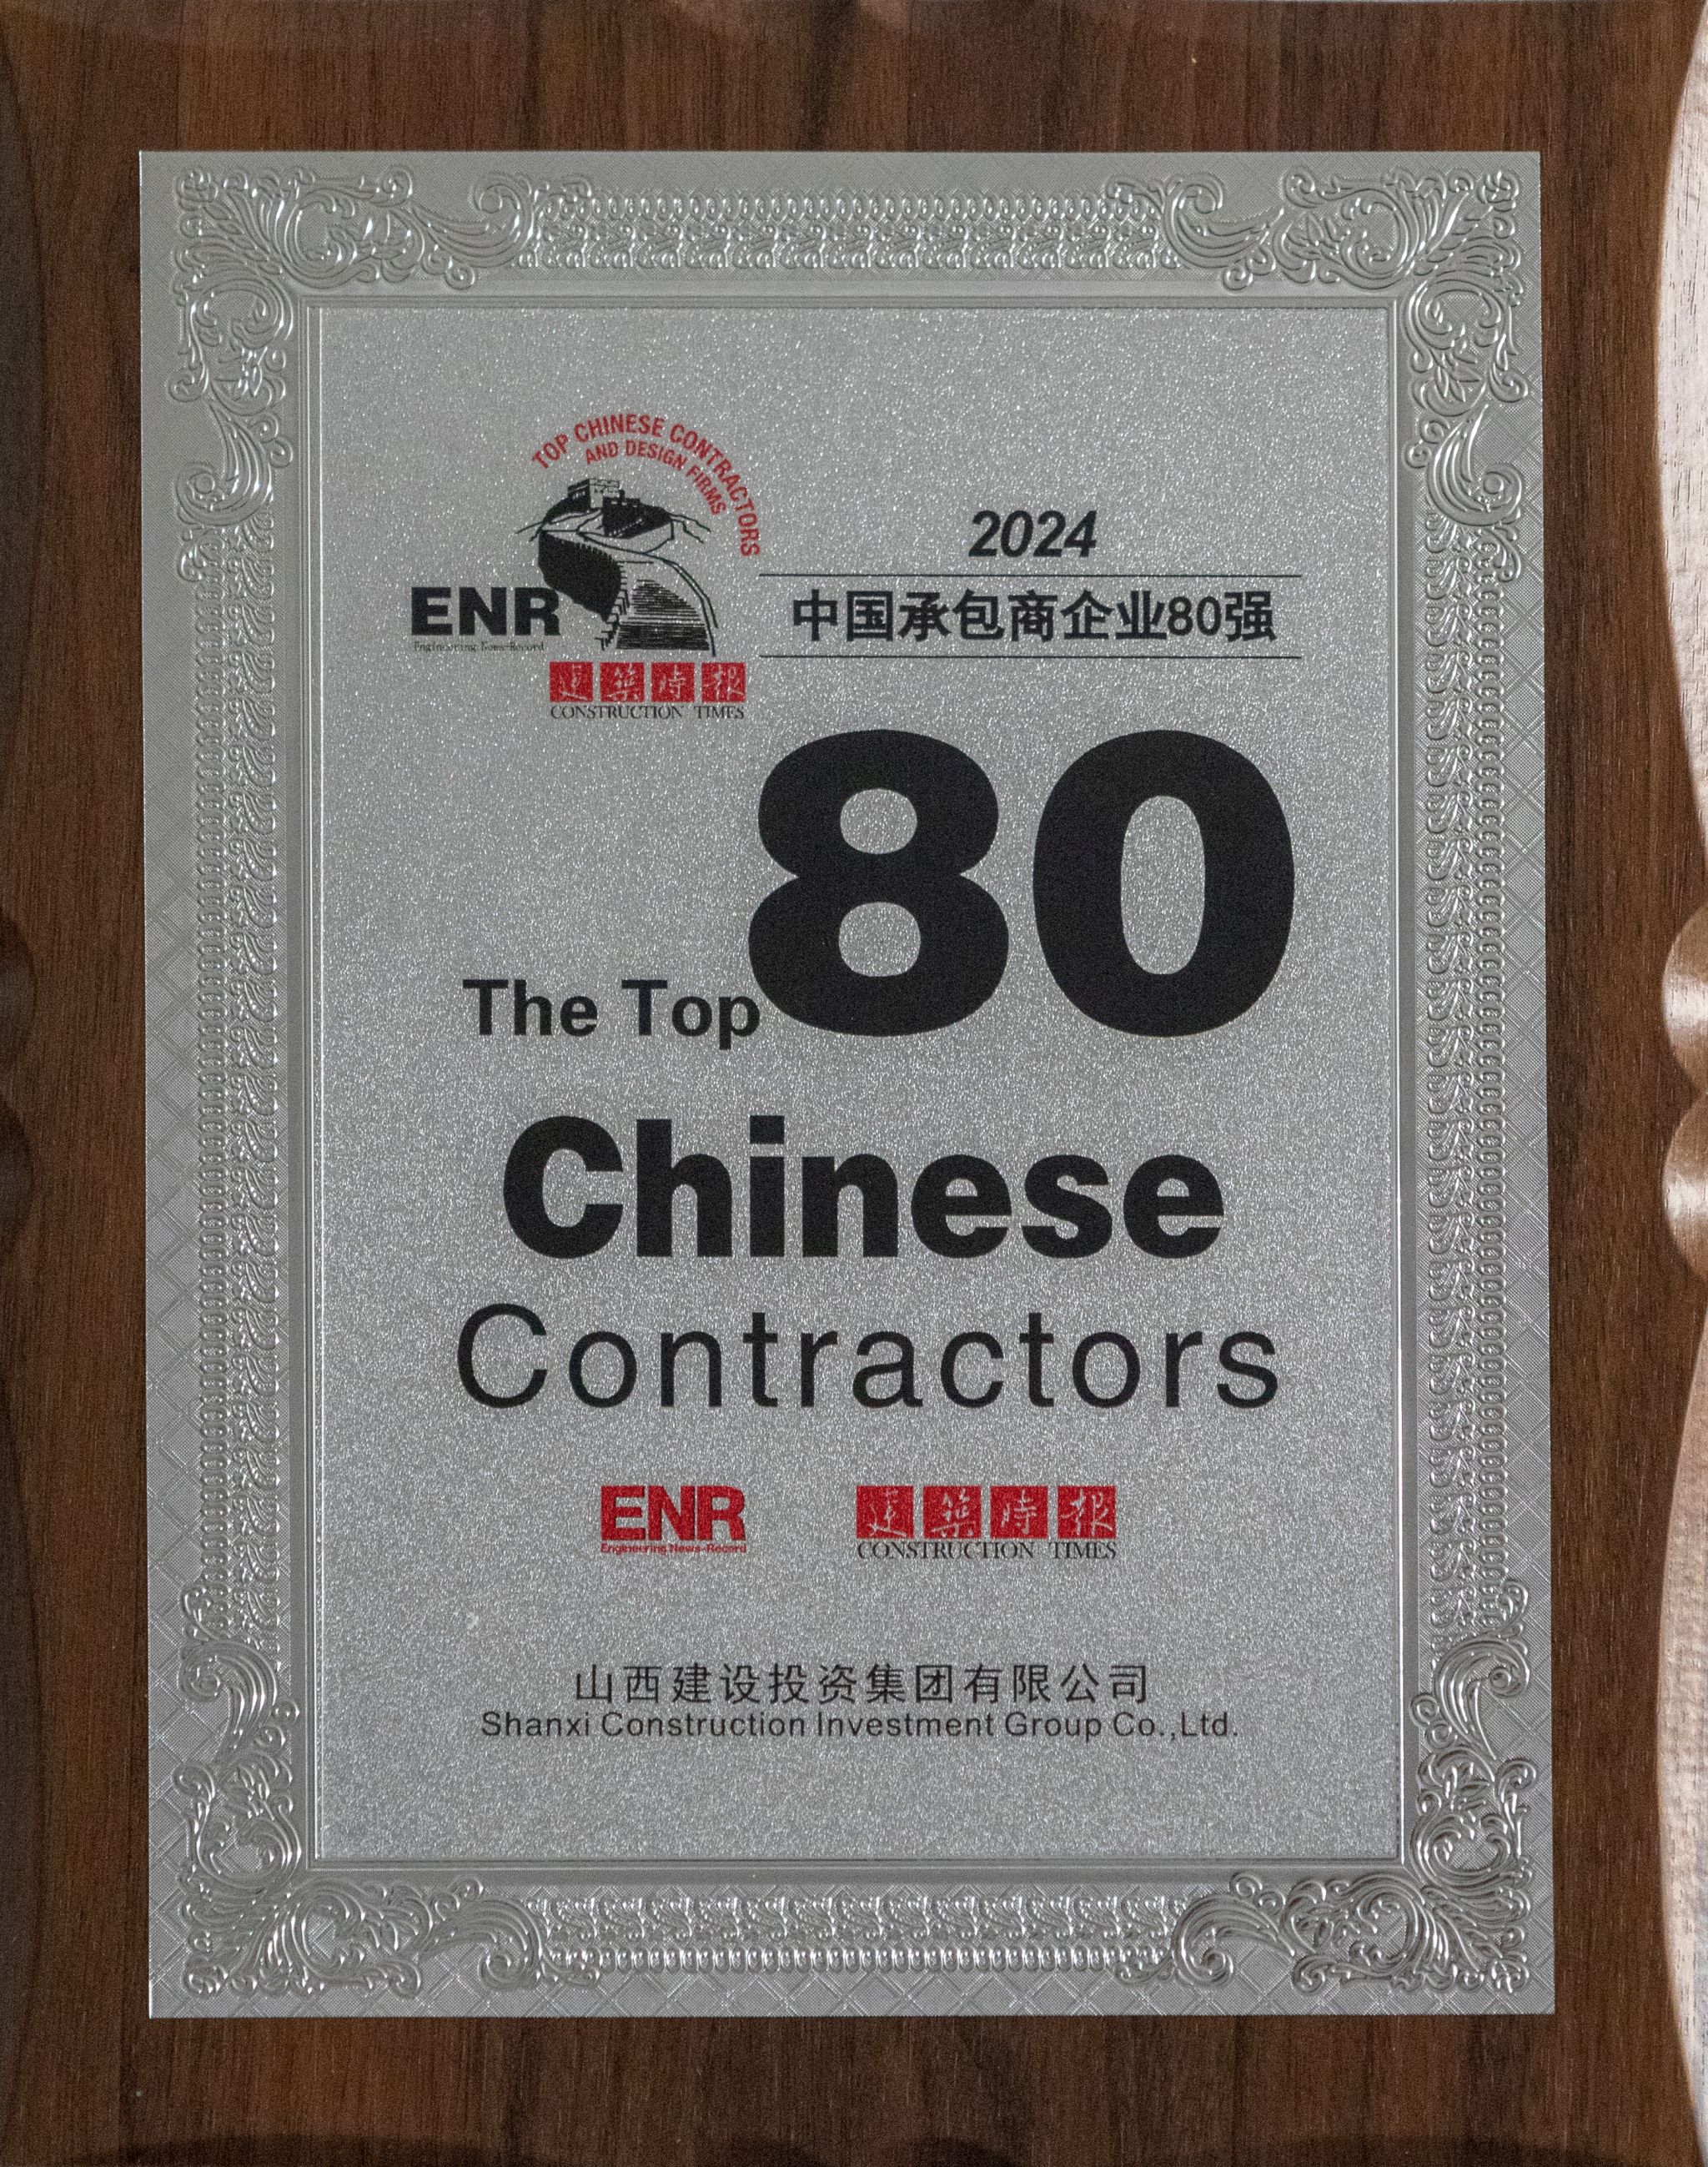 TOP CHINESE CONTRACTORS
AND DESIGN FIRMS
ENR
Engineering News-Record
建築時報
CONSTRUCTION TIMES
2024
中国承包商企业80强
The Top 80
Chinese
Contractors
ENR
Engineering News-Record
建築時報
CONSTRUCTION TIMES
山西建设投资集团有限公司
Shanxi Construction Investment Group Co.,Ltd.